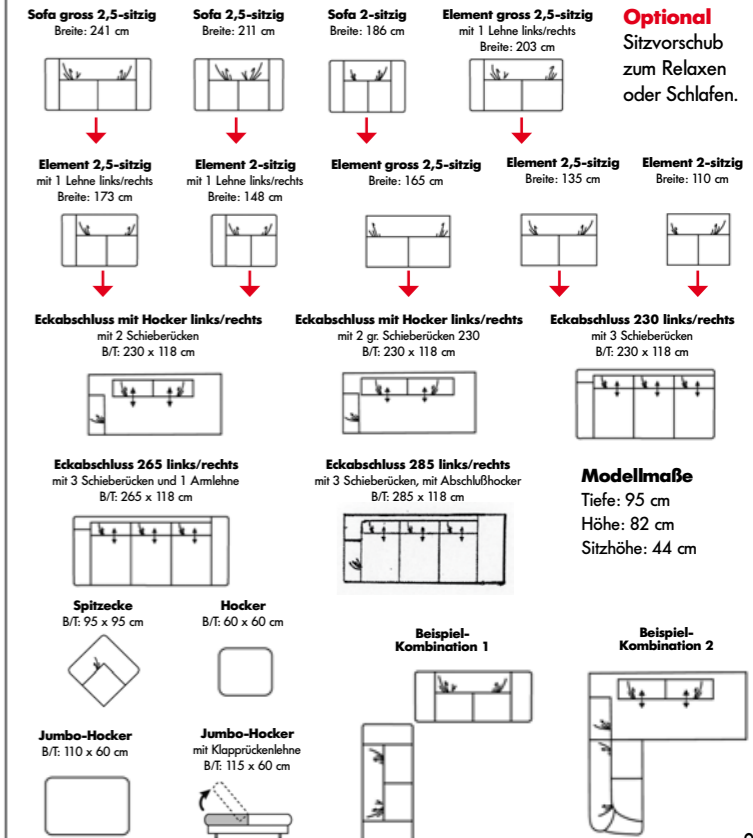 Sofa gross 2,5-sitzig
Breite: 241 cm
Sofa 2,5-sitzig
Breite: 211 cm
Sofa 2-sitzig
Breite: 186 cm
Element gross 2,5-sitzig
mit 1 Lehne links/rechts
Breite: 203 cm
Optional
Sitzvorschub
zum Relaxen
oder Schlafen.
Element 2,5-sitzig
mit 1 Lehne links/rechts
Breite: 173 cm
Element 2-sitzig
mit 1 Lehne links/rechts
Breite: 148 cm
Element gross 2,5-sitzig
Breite: 165 cm
Element 2,5-sitzig
Breite: 135 cm
Element 2-sitzig
Breite: 110 cm
Eckabschluss mit Hocker links/rechts
mit 2 Schieberücken
B/T: 230 x 118 cm
Eckabschluss mit Hocker links/rechts
mit 2 gr. Schieberücken 230
B/T: 230 x 118 cm
Eckabschluss 230 links/rechts
mit 3 Schieberücken
B/T: 230 x 118 cm
Eckabschluss 265 links/rechts
mit 3 Schieberücken und 1 Armlehne
B/T: 265 x 118 cm
Eckabschluss 285 links/rechts
mit 3 Schieberücken, mit Abschlußhocker
B/T: 285 x 118 cm
Modellmaße
Tiefe: 95 cm
Höhe: 82 cm
Sitzhöhe: 44 cm
Spitzecke
B/T: 95 x 95 cm
Hocker
B/T: 60 x 60 cm
Beispiel-
Kombination 1
Beispiel-
Kombination 2
Jumbo-Hocker
B/T: 110 x 60 cm
Jumbo-Hocker
mit Klapprückenlehne
B/T: 115 x 60 cm